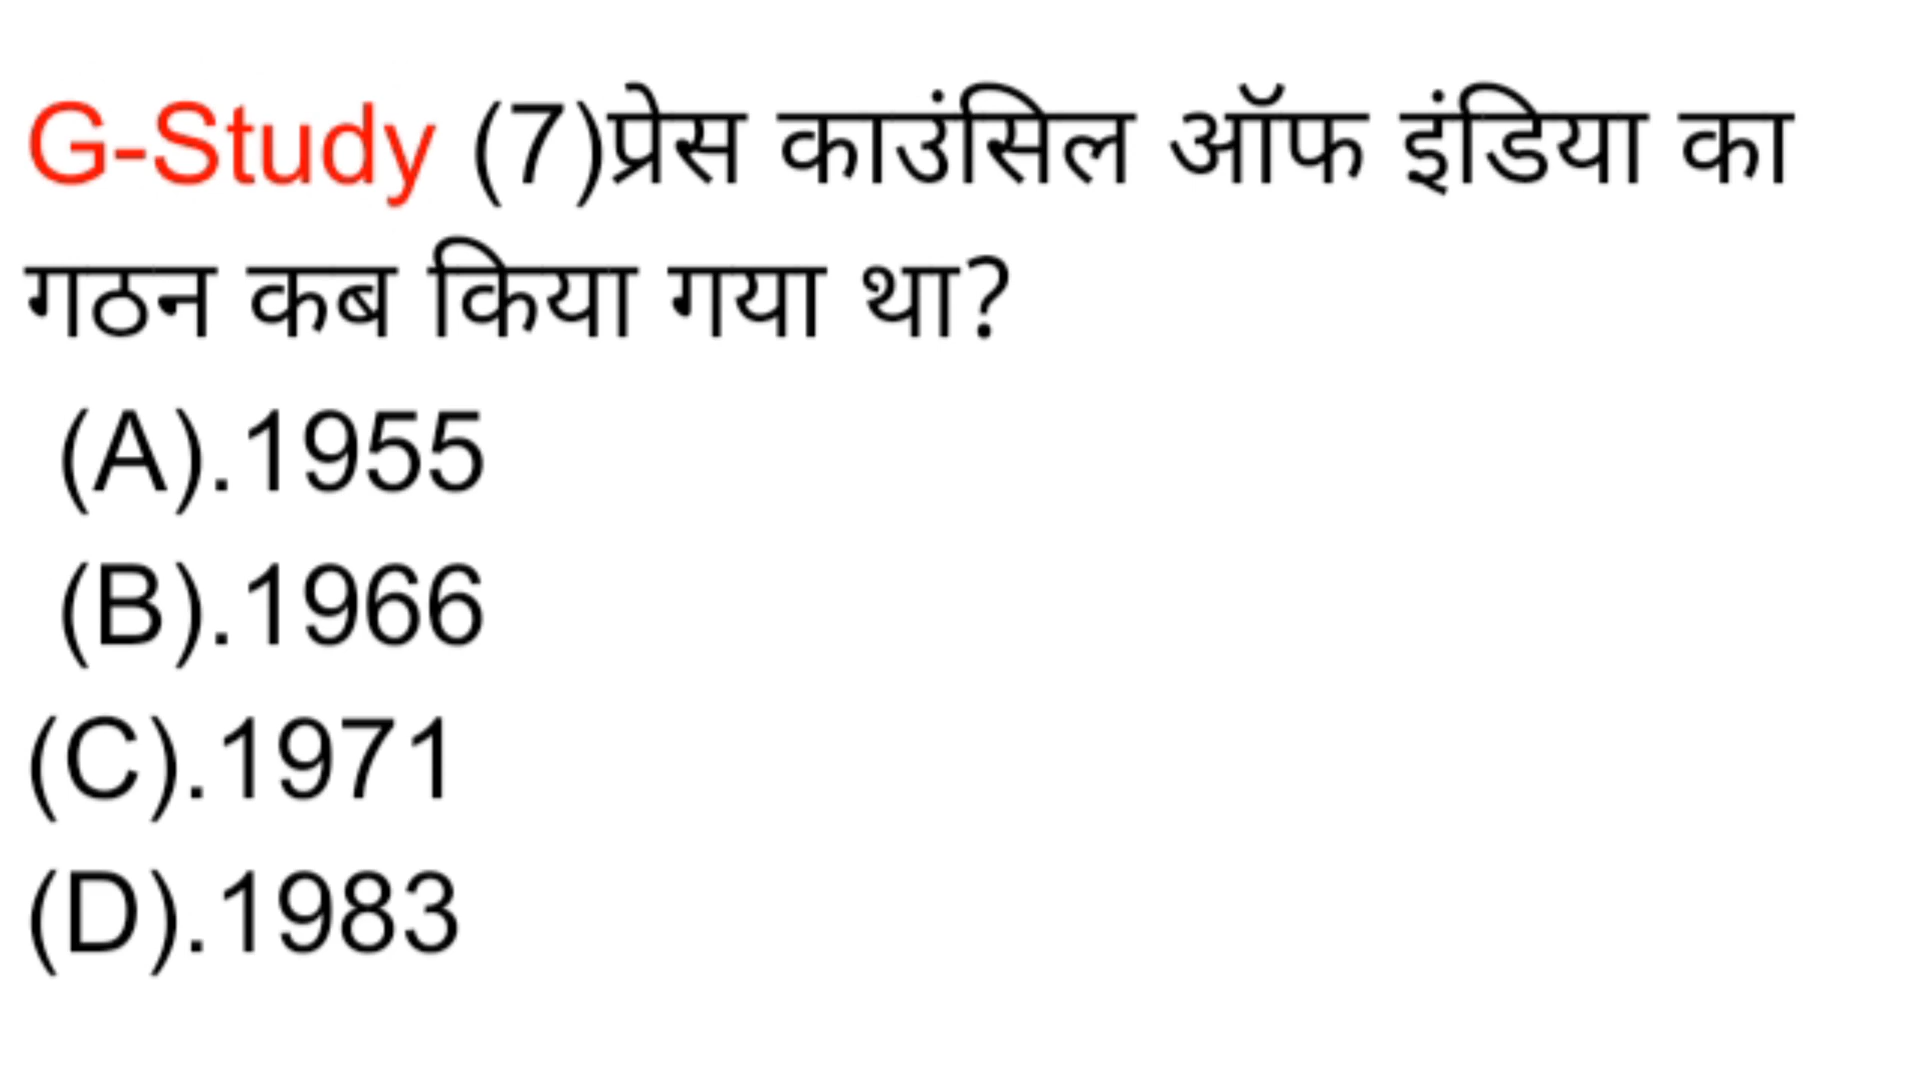 G-Study (7)प्रेस काउंसिल ऑफ इंडिया का
गठन कब किया गया था?
(A).1955
(B).1966
(C).1971
(D).1983